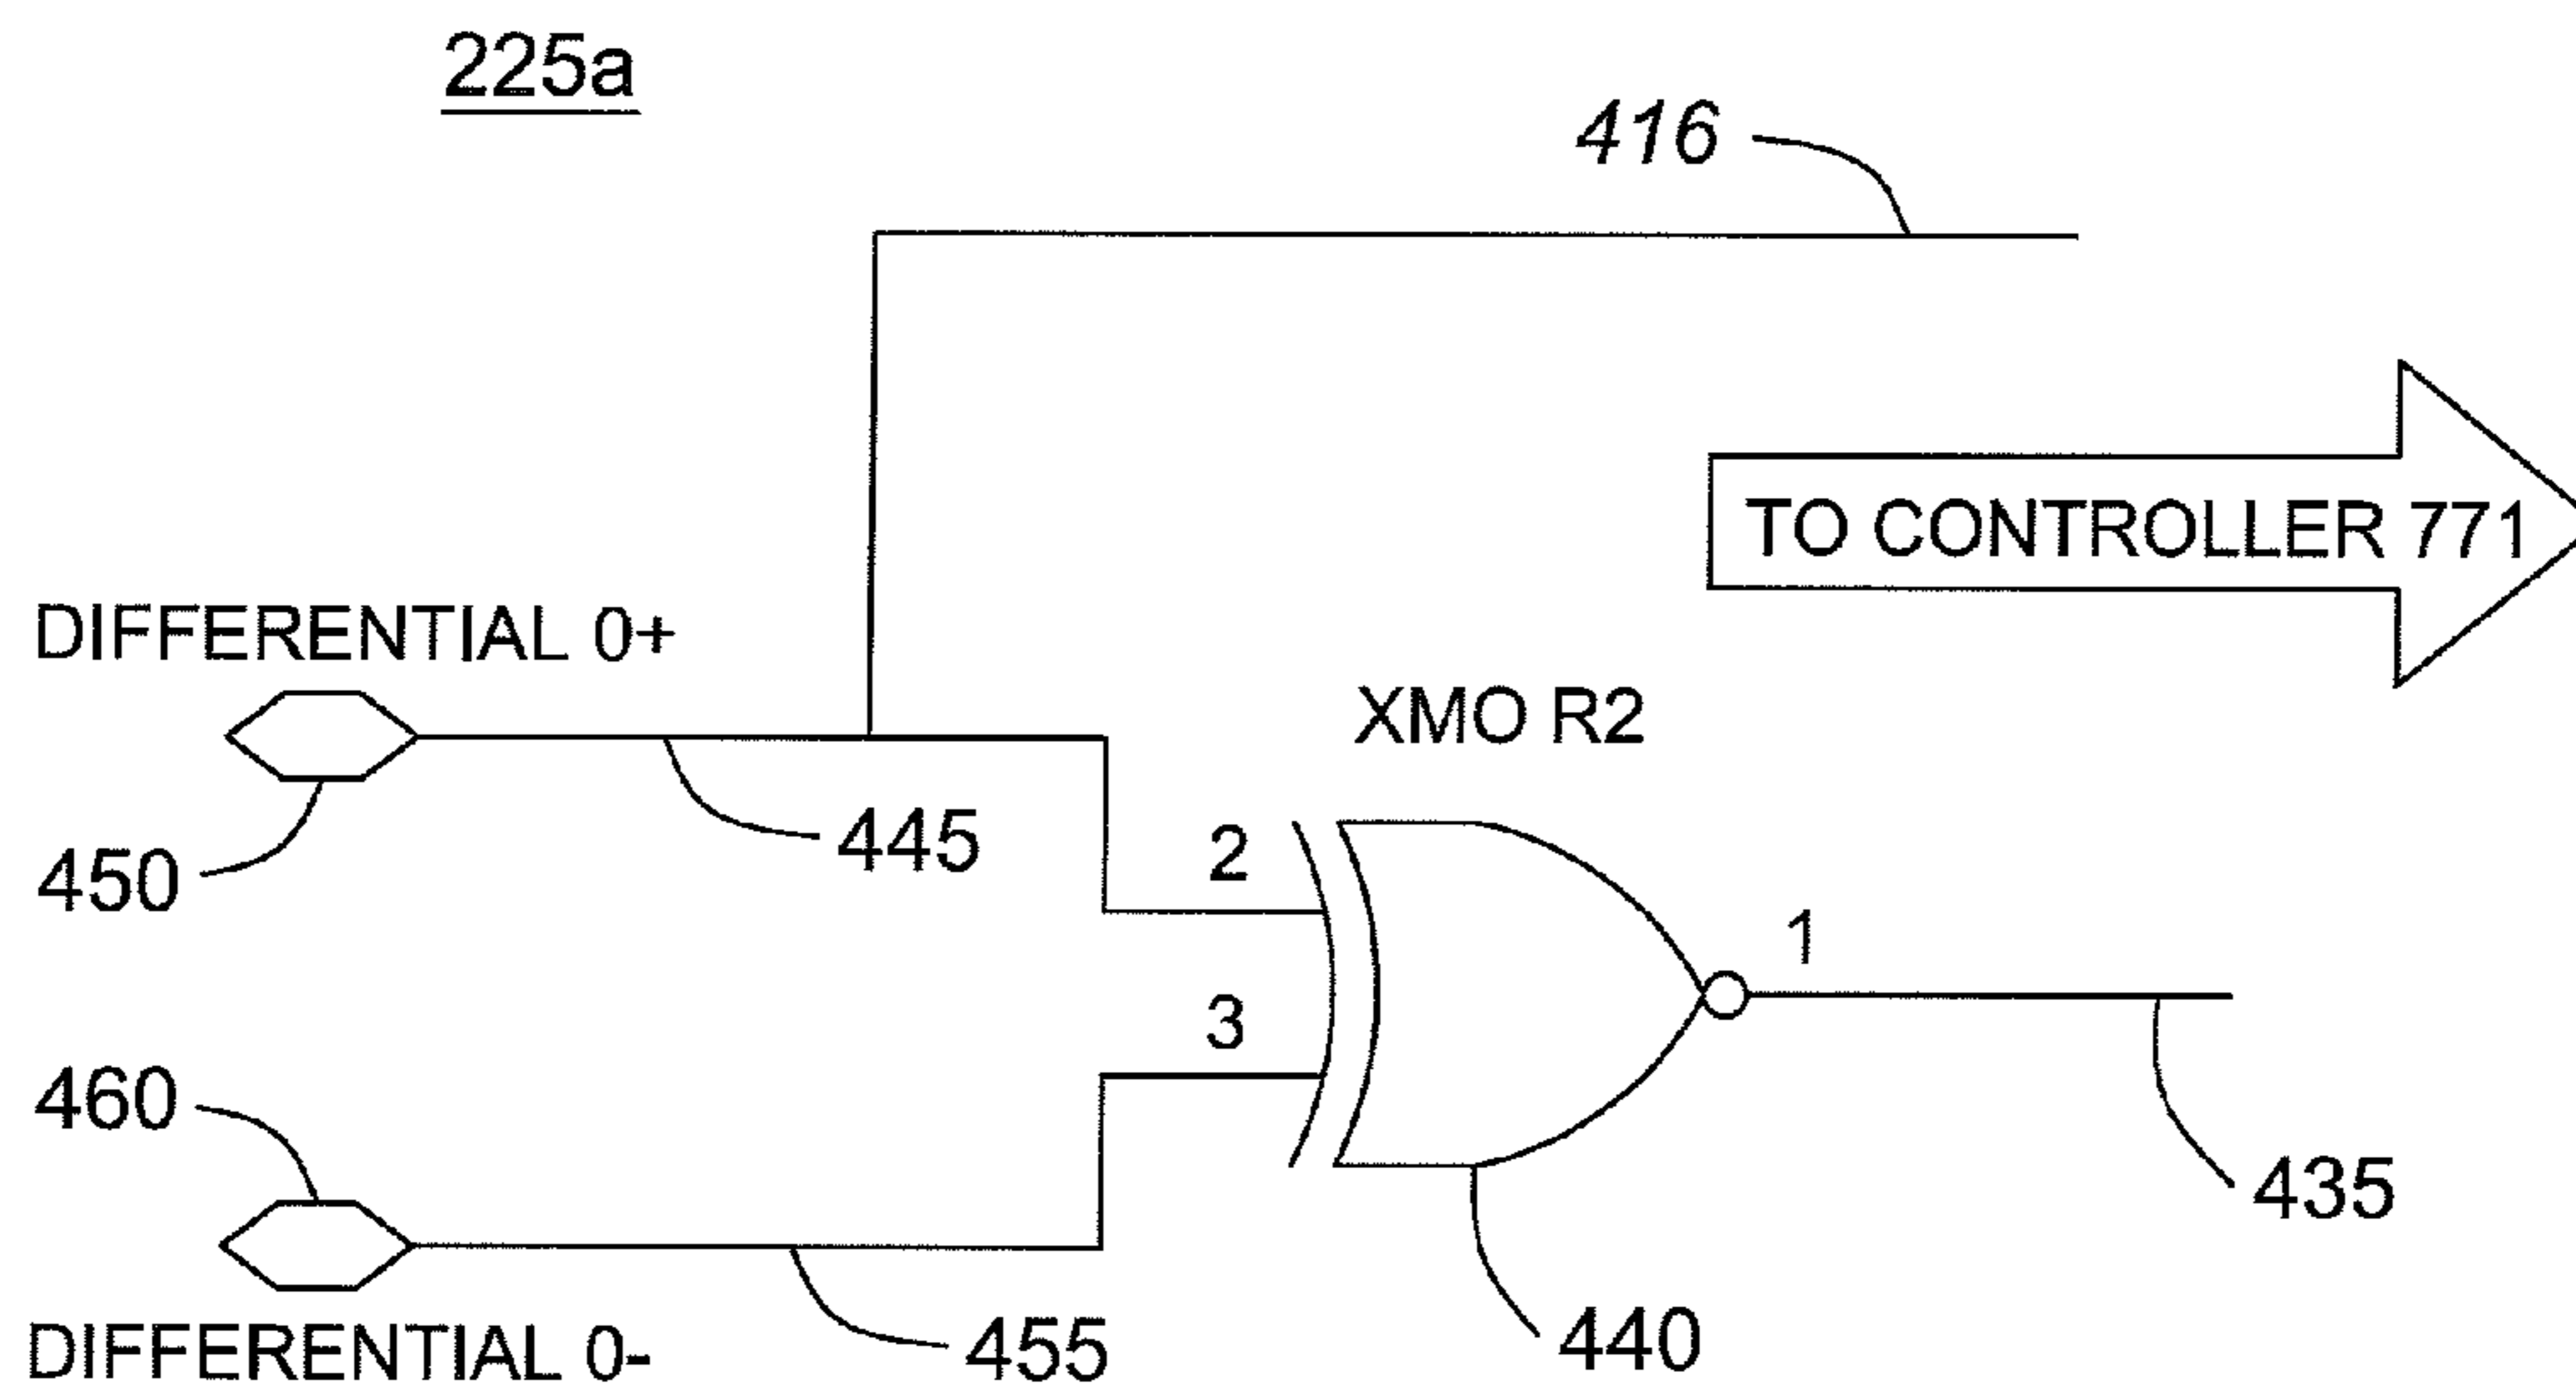 225a
416
TO CONTROLLER 771
DIFFERENTIAL 0+
XMO R2
450
445
2
1
3
460
435
DIFFERENTIAL 0-
455
440